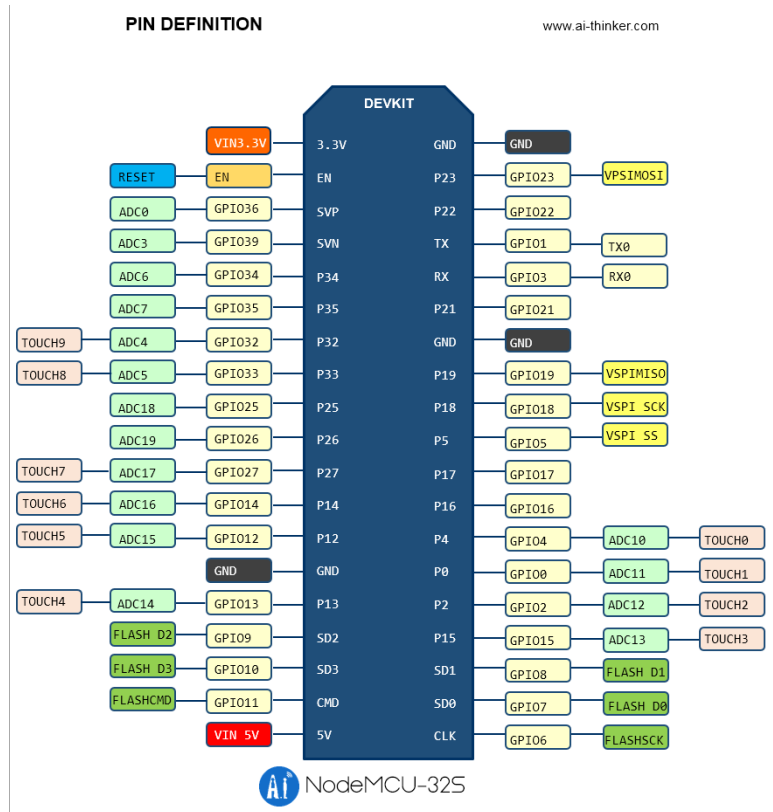 PIN DEFINITION www.ai-thinker.com
DEVKIT
VIN3.3V 3.3V GND GND
RESET EN EN P23 GPIO23 VPSIMOSI
ADC0 GPIO36 SVP P22 GPIO22
ADC3 GPIO39 SVN TX GPIO1 TX0
ADC6 GPIO34 P34 RX GPIO3 RX0
ADC7 GPIO35 P35 P21 GPIO21
TOUCH9 ADC4 GPIO32 P32 GND GND
TOUCH8 ADC5 GPIO33 P33 P19 GPIO19 VSPIMISO
ADC18 GPIO25 P25 P18 GPIO18 VSPI SCK
ADC19 GPIO26 P26 P5 GPIO5 VSPI SS
TOUCH7 ADC17 GPIO27 P27 P17 GPIO17
TOUCH6 ADC16 GPIO14 P14 P16 GPIO16
TOUCH5 ADC15 GPIO12 P12 P4 GPIO4 ADC10 TOUCH0
GND GND P0 GPIO0 ADC11 TOUCH1
TOUCH4 ADC14 GPIO13 P13 P2 GPIO2 ADC12 TOUCH2
FLASH D2 GPIO9 SD2 P15 GPIO15 ADC13 TOUCH3
FLASH D3 GPIO10 SD3 SD1 GPIO8 FLASH D1
FLASHCMD GPIO11 CMD SD0 GPIO7 FLASH D0
VIN 5V 5V CLK GPIO6 FLASHSCK
Ai NodeMCU-32S